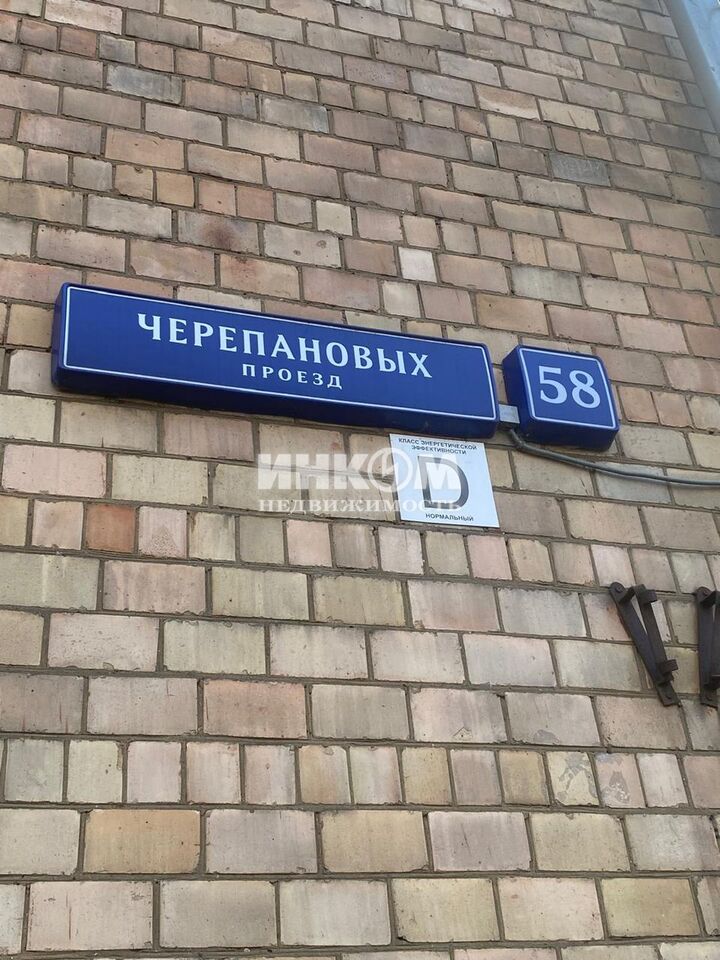 ЧЕРЕПАНОВЫХ
ПРОЕЗД
58
КЛАСС ЭНЕРГЕТИЧЕСКОЙ
ЭФФЕКТИВНОСТИ
D
НОРМАЛЬНЫЙ
ИНКОМ
НЕДВИЖИМОСТЬ